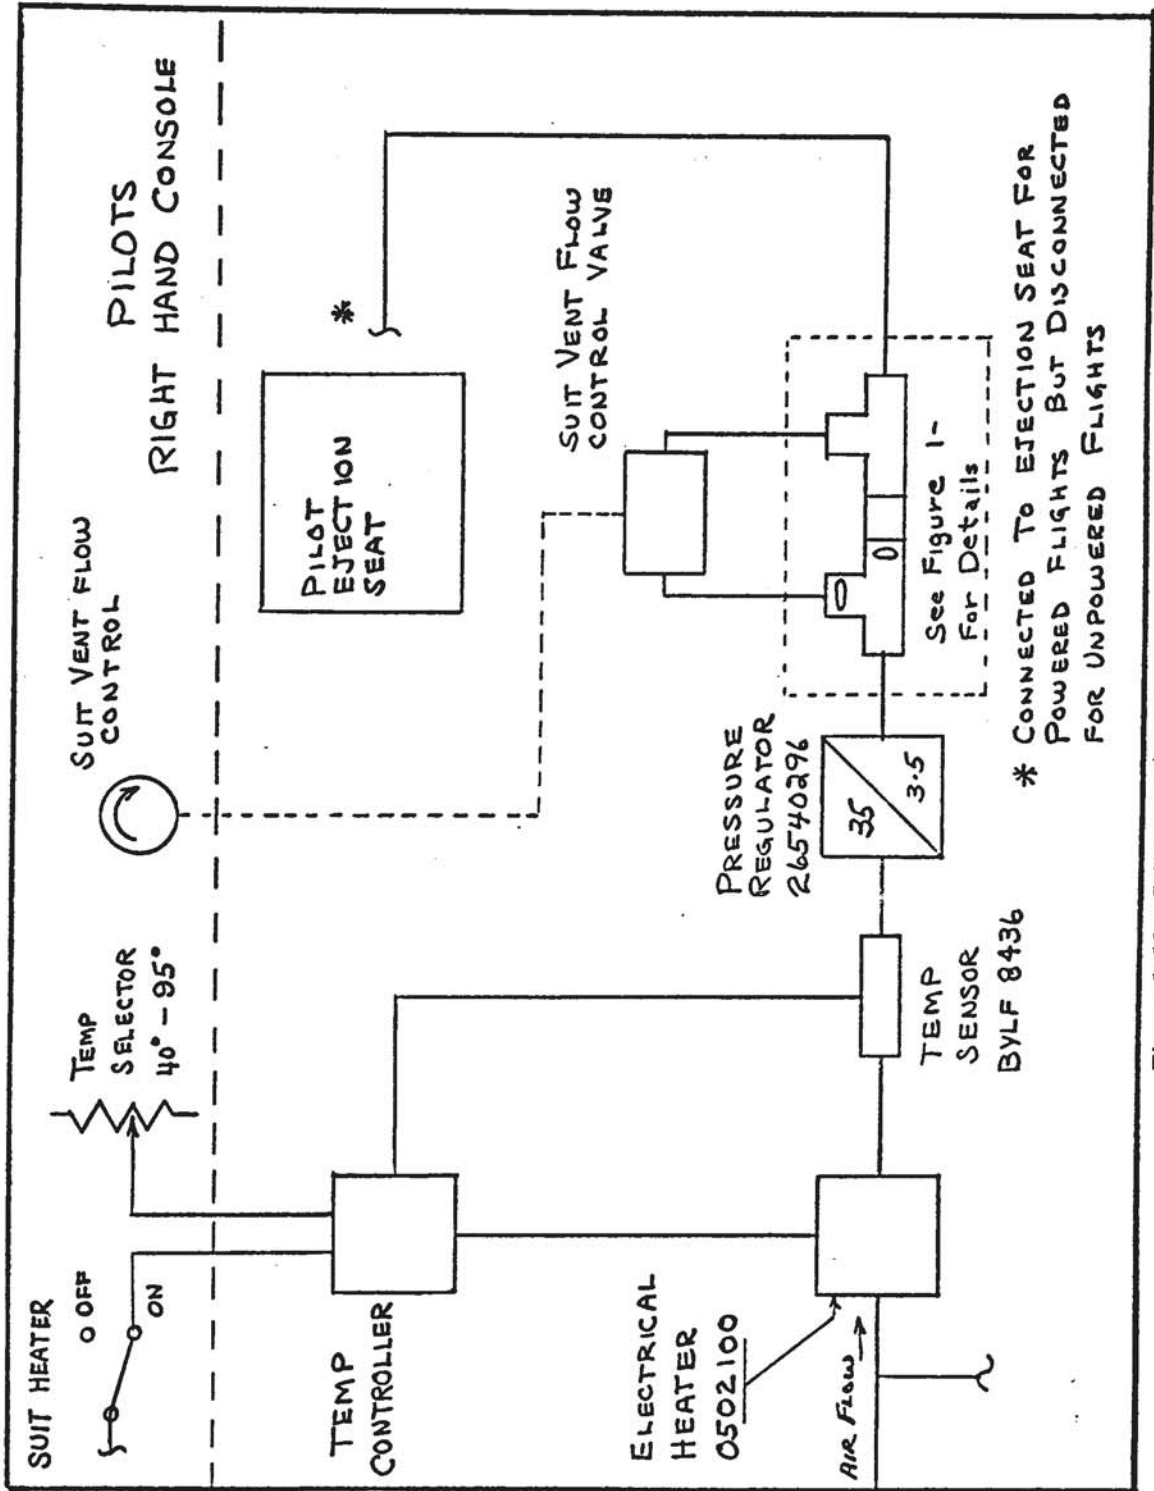 PILOTS
RIGHT HAND CONSOLE
SUIT HEATER
O OFF
ON
TEMP
SELECTOR
40° - 95°
SUIT VENT FLOW
CONTROL
TEMP
CONTROLLER
PILOT
EJECTION
SEAT
*
SUIT VENT FLOW
CONTROL VALVE
ELECTRICAL
HEATER
0502100
AIR FLOW
TEMP
SENSOR
BYLF 8436
PRESSURE
REGULATOR
26540296
35
3.5
See Figure 1-
For Details
* CONNECTED TO EJECTION SEAT FOR
POWERED FLIGHTS BUT DISCONNECTED
FOR UNPOWERED FLIGHTS